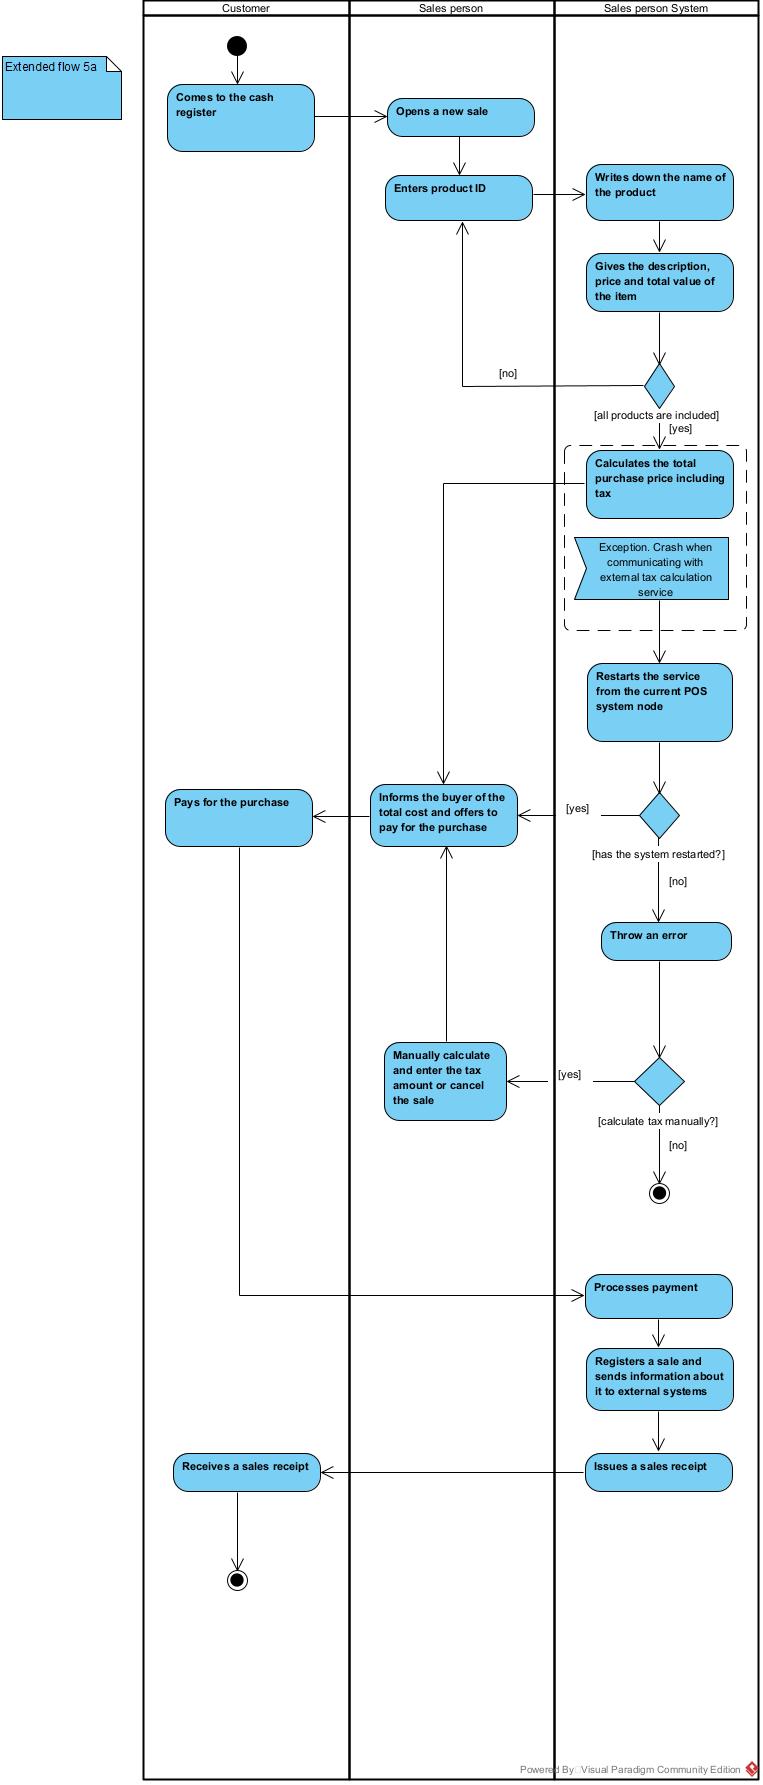 Customer
Sales person
Sales person System
Extended flow 5a
Comes to the cash
register
Opens a new sale
Enters product ID
Writes down the name of
the product
Gives the description,
price and total value of
the item
[no]
[all products are included]
[yes]
Calculates the total
purchase price including
tax
Exception. Crash when
communicating with
external tax calculation
service
Restarts the service
from the current POS
system node
Pays for the purchase
Informs the buyer of the
total cost and offers to
pay for the purchase
[yes]
[has the system restarted?]
[no]
Throw an error
Manually calculate
and enter the tax
amount or cancel
the sale
[yes]
[calculate tax manually?]
[no]
Processes payment
Registers a sale and
sends information about
it to external systems
Receives a sales receipt
Issues a sales receipt
Powered By Visual Paradigm Community Edition